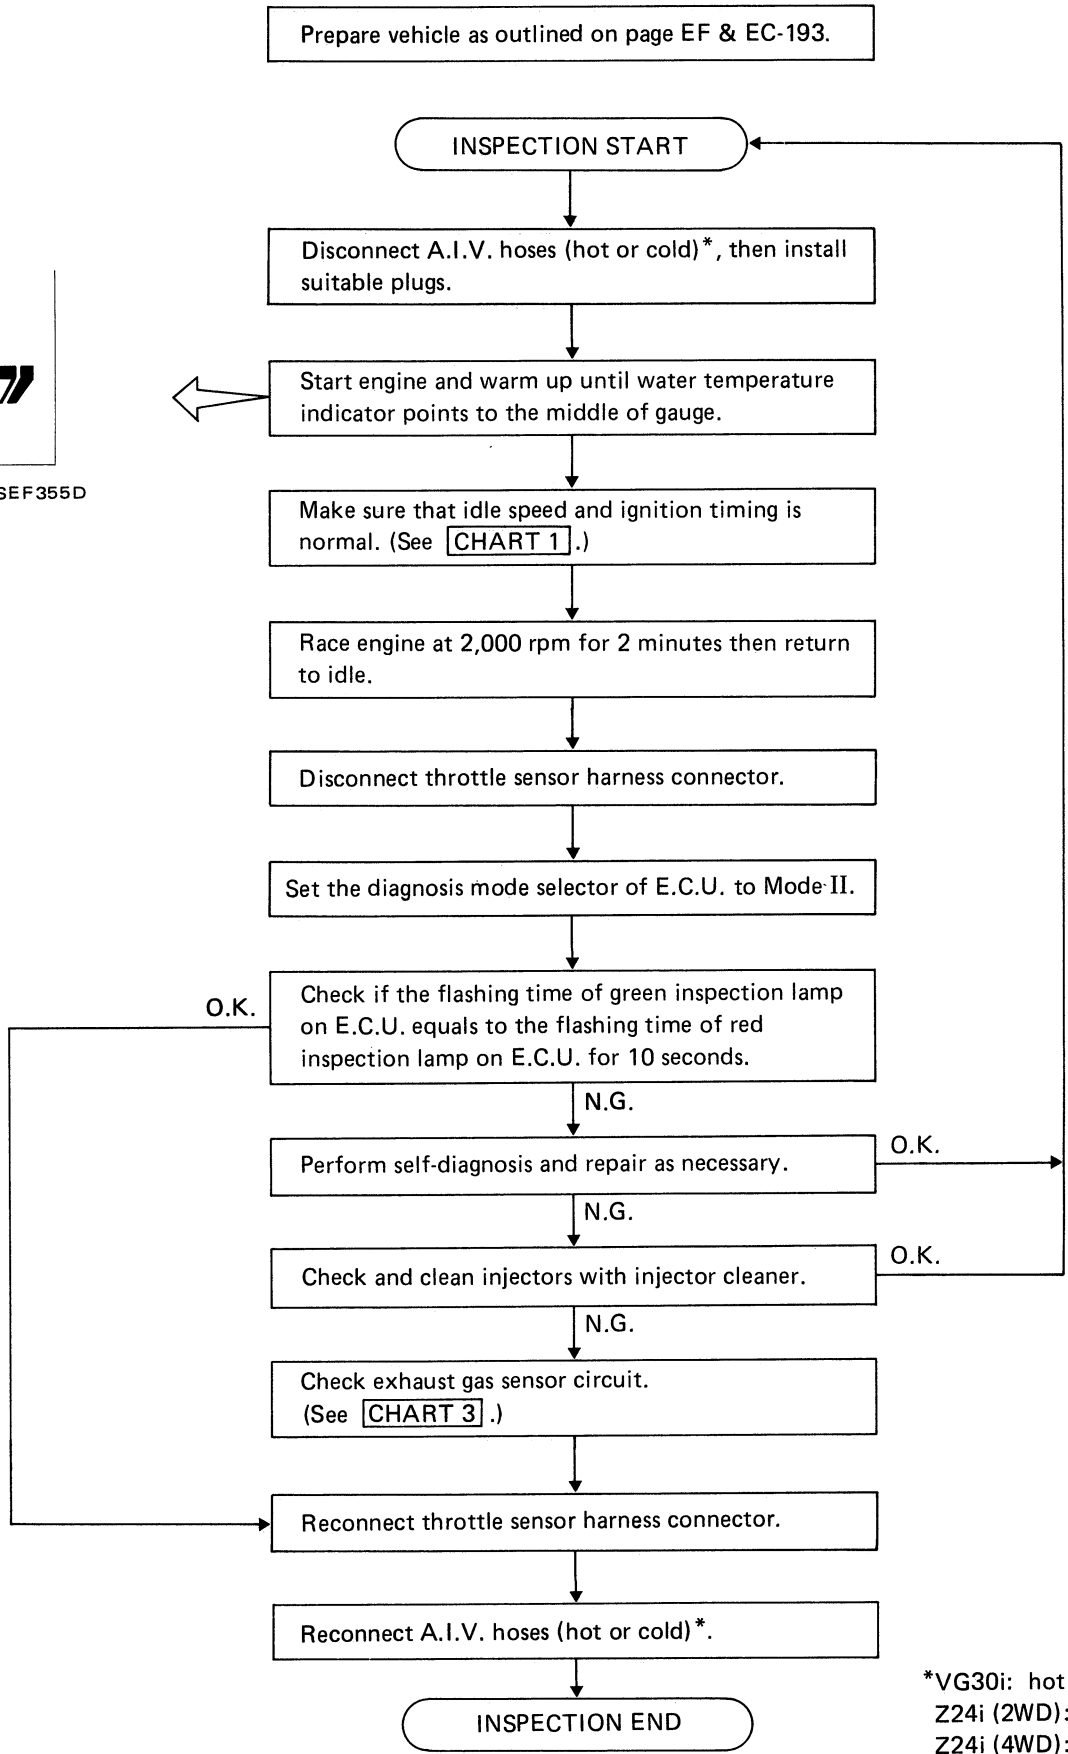 Prepare vehicle as outlined on page EF & EC-193.
INSPECTION START
Disconnect A.I.V. hoses (hot or cold)*, then install
suitable plugs.
Start engine and warm up until water temperature
indicator points to the middle of gauge.
SEF355D
Make sure that idle speed and ignition timing is
normal. (See CHART 1 .)
Race engine at 2,000 rpm for 2 minutes then return
to idle.
Disconnect throttle sensor harness connector.
Set the diagnosis mode selector of E.C.U. to Mode II.
O.K.
Check if the flashing time of green inspection lamp
on E.C.U. equals to the flashing time of red
inspection lamp on E.C.U. for 10 seconds.
N.G.
Perform self-diagnosis and repair as necessary.
O.K.
N.G.
Check and clean injectors with injector cleaner.
O.K.
N.G.
Check exhaust gas sensor circuit.
(See CHART 3 .)
Reconnect throttle sensor harness connector.
Reconnect A.I.V. hoses (hot or cold)*.
INSPECTION END
*VG30i: hot
Z24i (2WD):
Z24i (4WD):